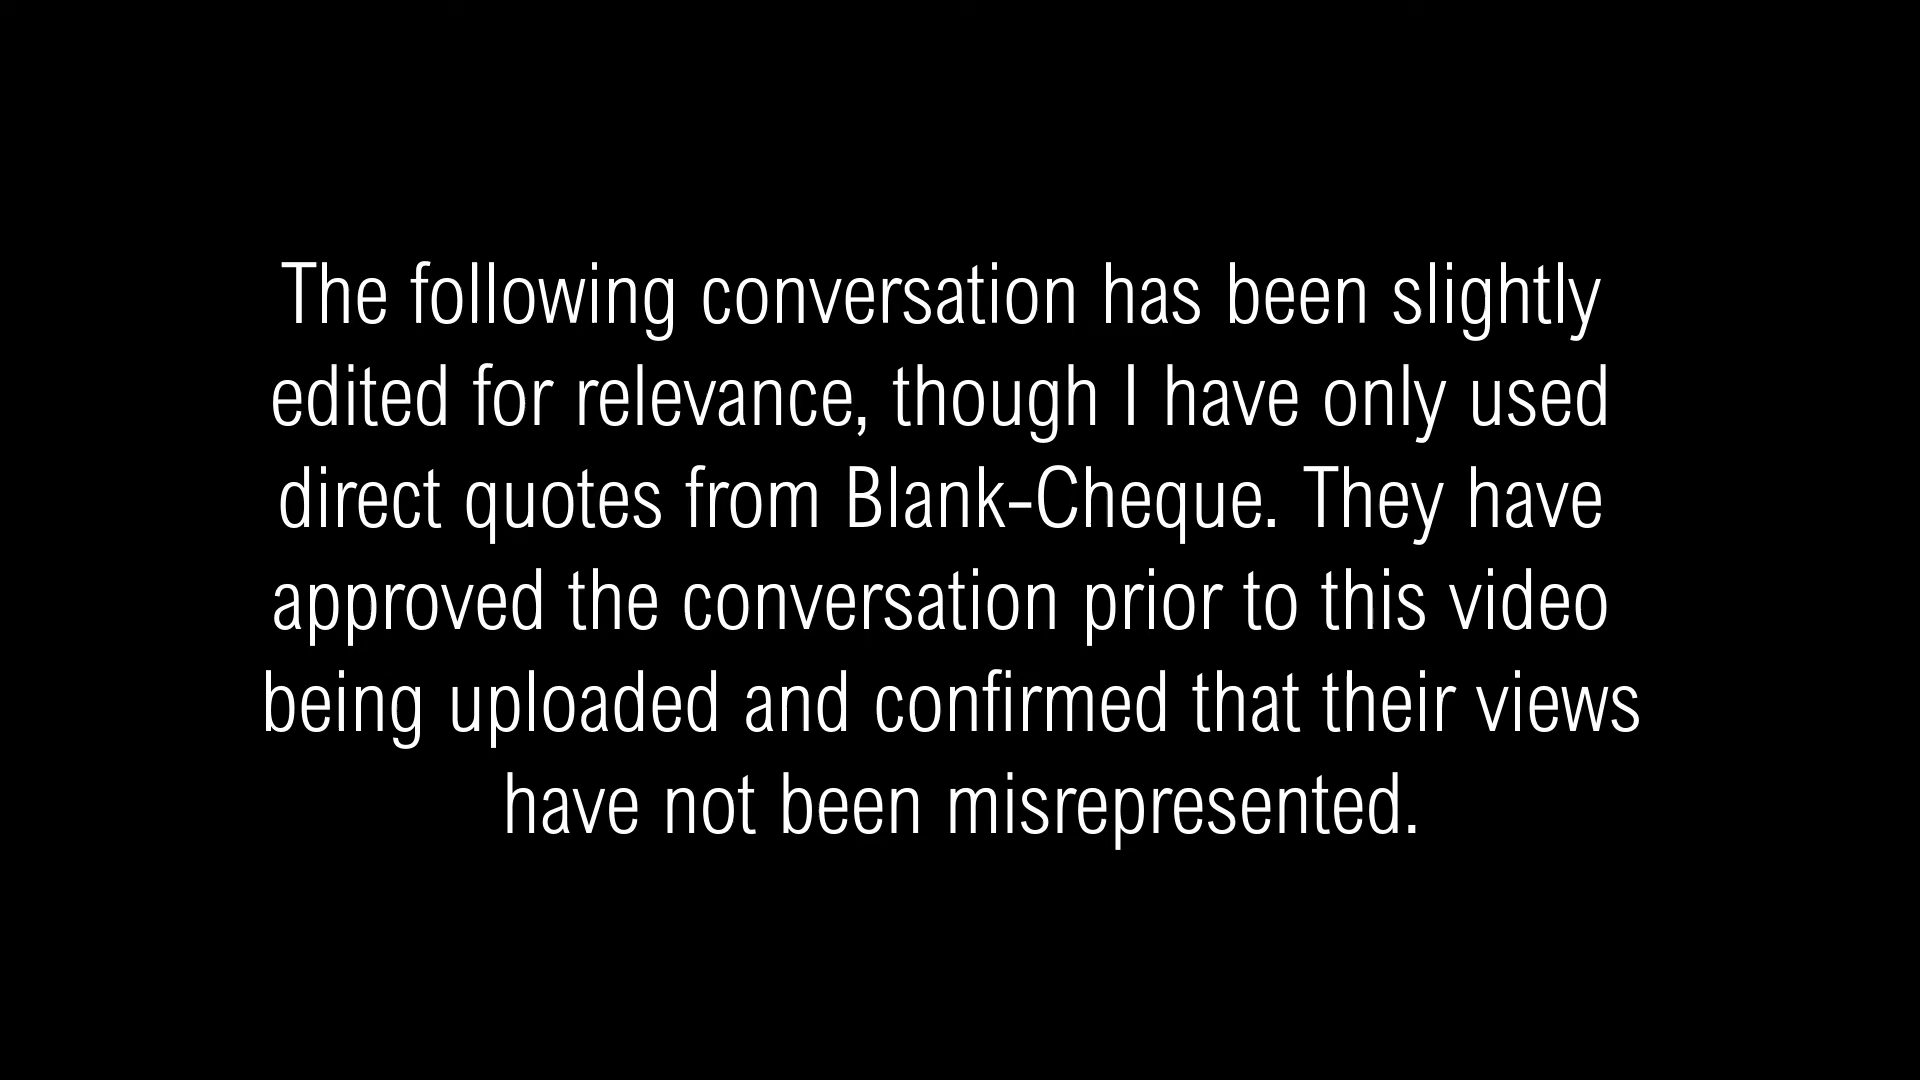 The following conversation has been slightly
edited for relevance, though I have only used
direct quotes from Blank-Cheque. They have
approved the conversation prior to this video
being uploaded and confirmed that their views
have not been misrepresented.